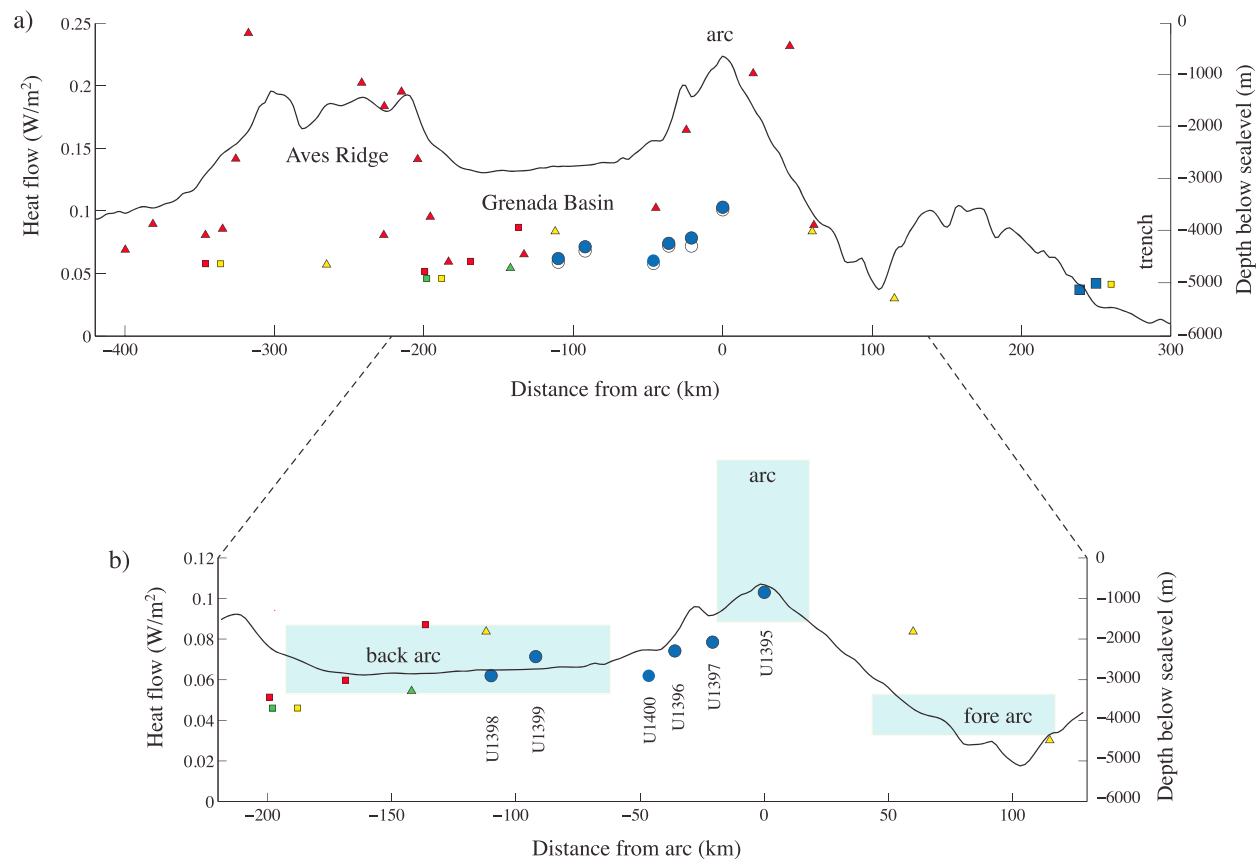 a)
0.25
0.2
0.15
0.1
0.05
0
Heat flow (W/m²)
arc
Aves Ridge
Grenada Basin
trench
0
−1000
−2000
−3000
−4000
−5000
−6000
Depth below sealevel (m)
−400
−300
−200
−100
0
100
200
300
Distance from arc (km)
b)
0.12
0.1
0.08
0.06
0.04
0.02
0
Heat flow (W/m²)
arc
back arc
fore arc
U1398
U1399
U1400
U1396
U1397
U1395
0
−1000
−2000
−3000
−4000
−5000
−6000
Depth below sealevel (m)
−200
−150
−100
−50
0
50
100
Distance from arc (km)